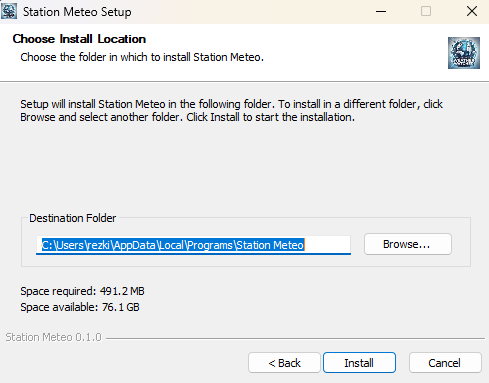 Station Meteo Setup
Choose Install Location
Choose the folder in which to install Station Meteo.
Setup will install Station Meteo in the following folder. To install in a different folder, click
Browse and select another folder. Click Install to start the installation.
Destination Folder
C:\Users\rezki\AppData\Local\Programs\Station Meteo
Browse...
Space required: 491.2 MB
Space available: 76.1 GB
Station Meteo 0.1.0
< Back
Install
Cancel